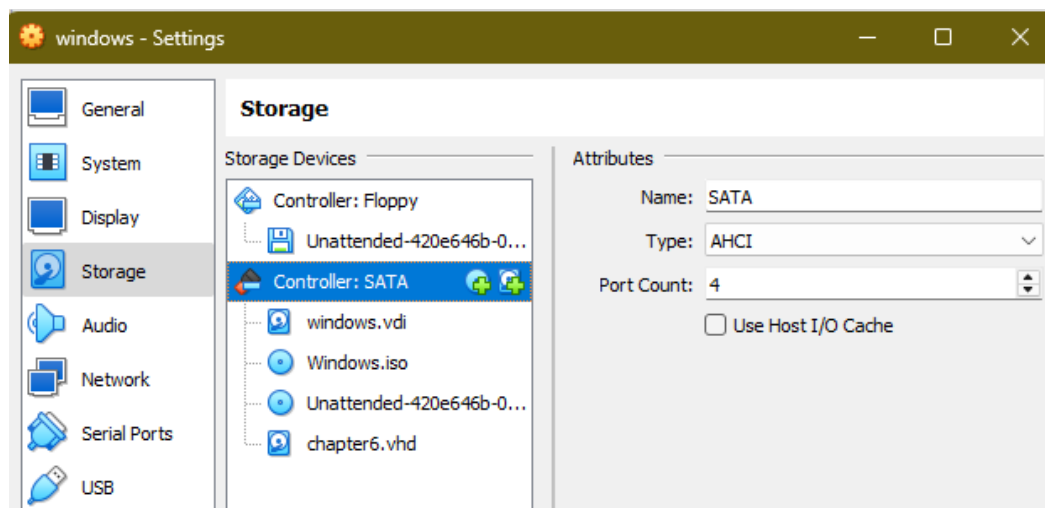 windows - Settings
General
System
Display
Storage
Audio
Network
Serial Ports
USB
Storage
Storage Devices
Controller: Floppy
Unattended-420e646b-0...
Controller: SATA
windows.vdi
Windows.iso
Unattended-420e646b-0...
chapter6.vhd
Attributes
Name: SATA
Type: AHCI
Port Count: 4
Use Host I/O Cache